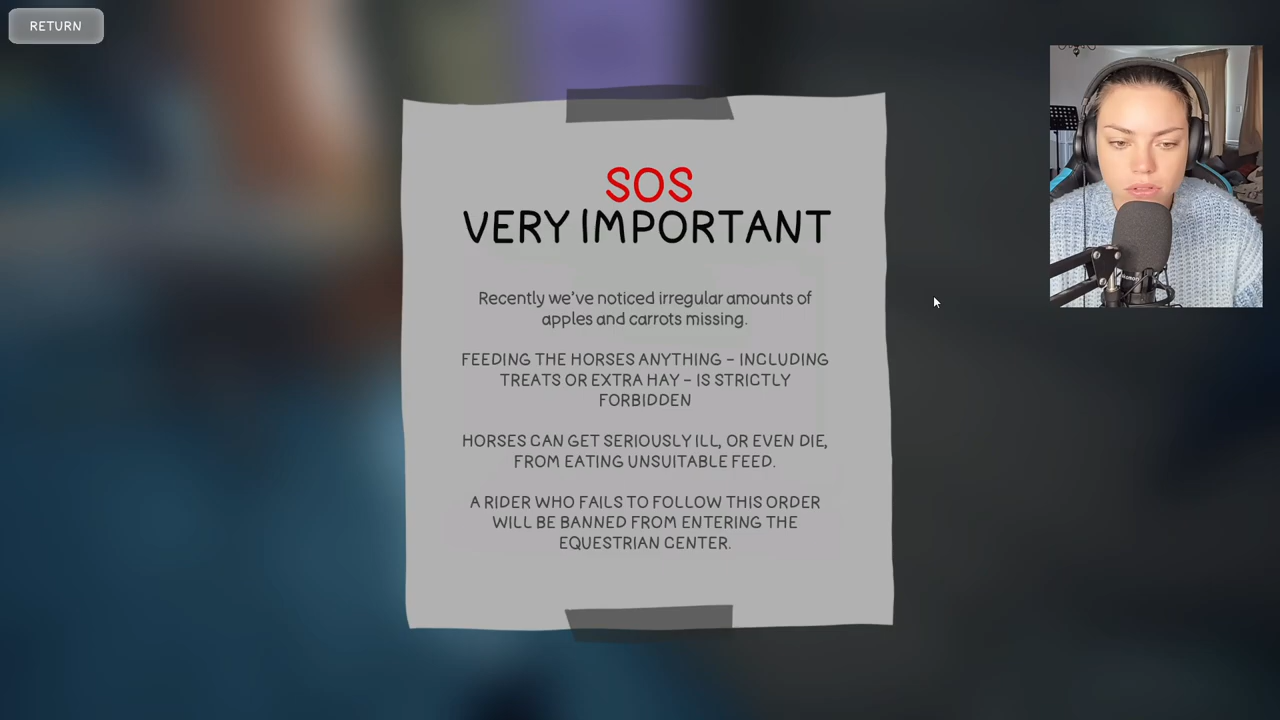 RETURN
SOS
VERY IMPORTANT
Recently we've noticed irregular amounts of
apples and carrots missing.
FEEDING THE HORSES ANYTHING - INCLUDING
TREATS OR EXTRA HAY - IS STRICTLY
FORBIDDEN
HORSES CAN GET SERIOUSLY ILL, OR EVEN DIE,
FROM EATING UNSUITABLE FEED.
A RIDER WHO FAILS TO FOLLOW THIS ORDER
WILL BE BANNED FROM ENTERING THE
EQUESTRIAN CENTER.